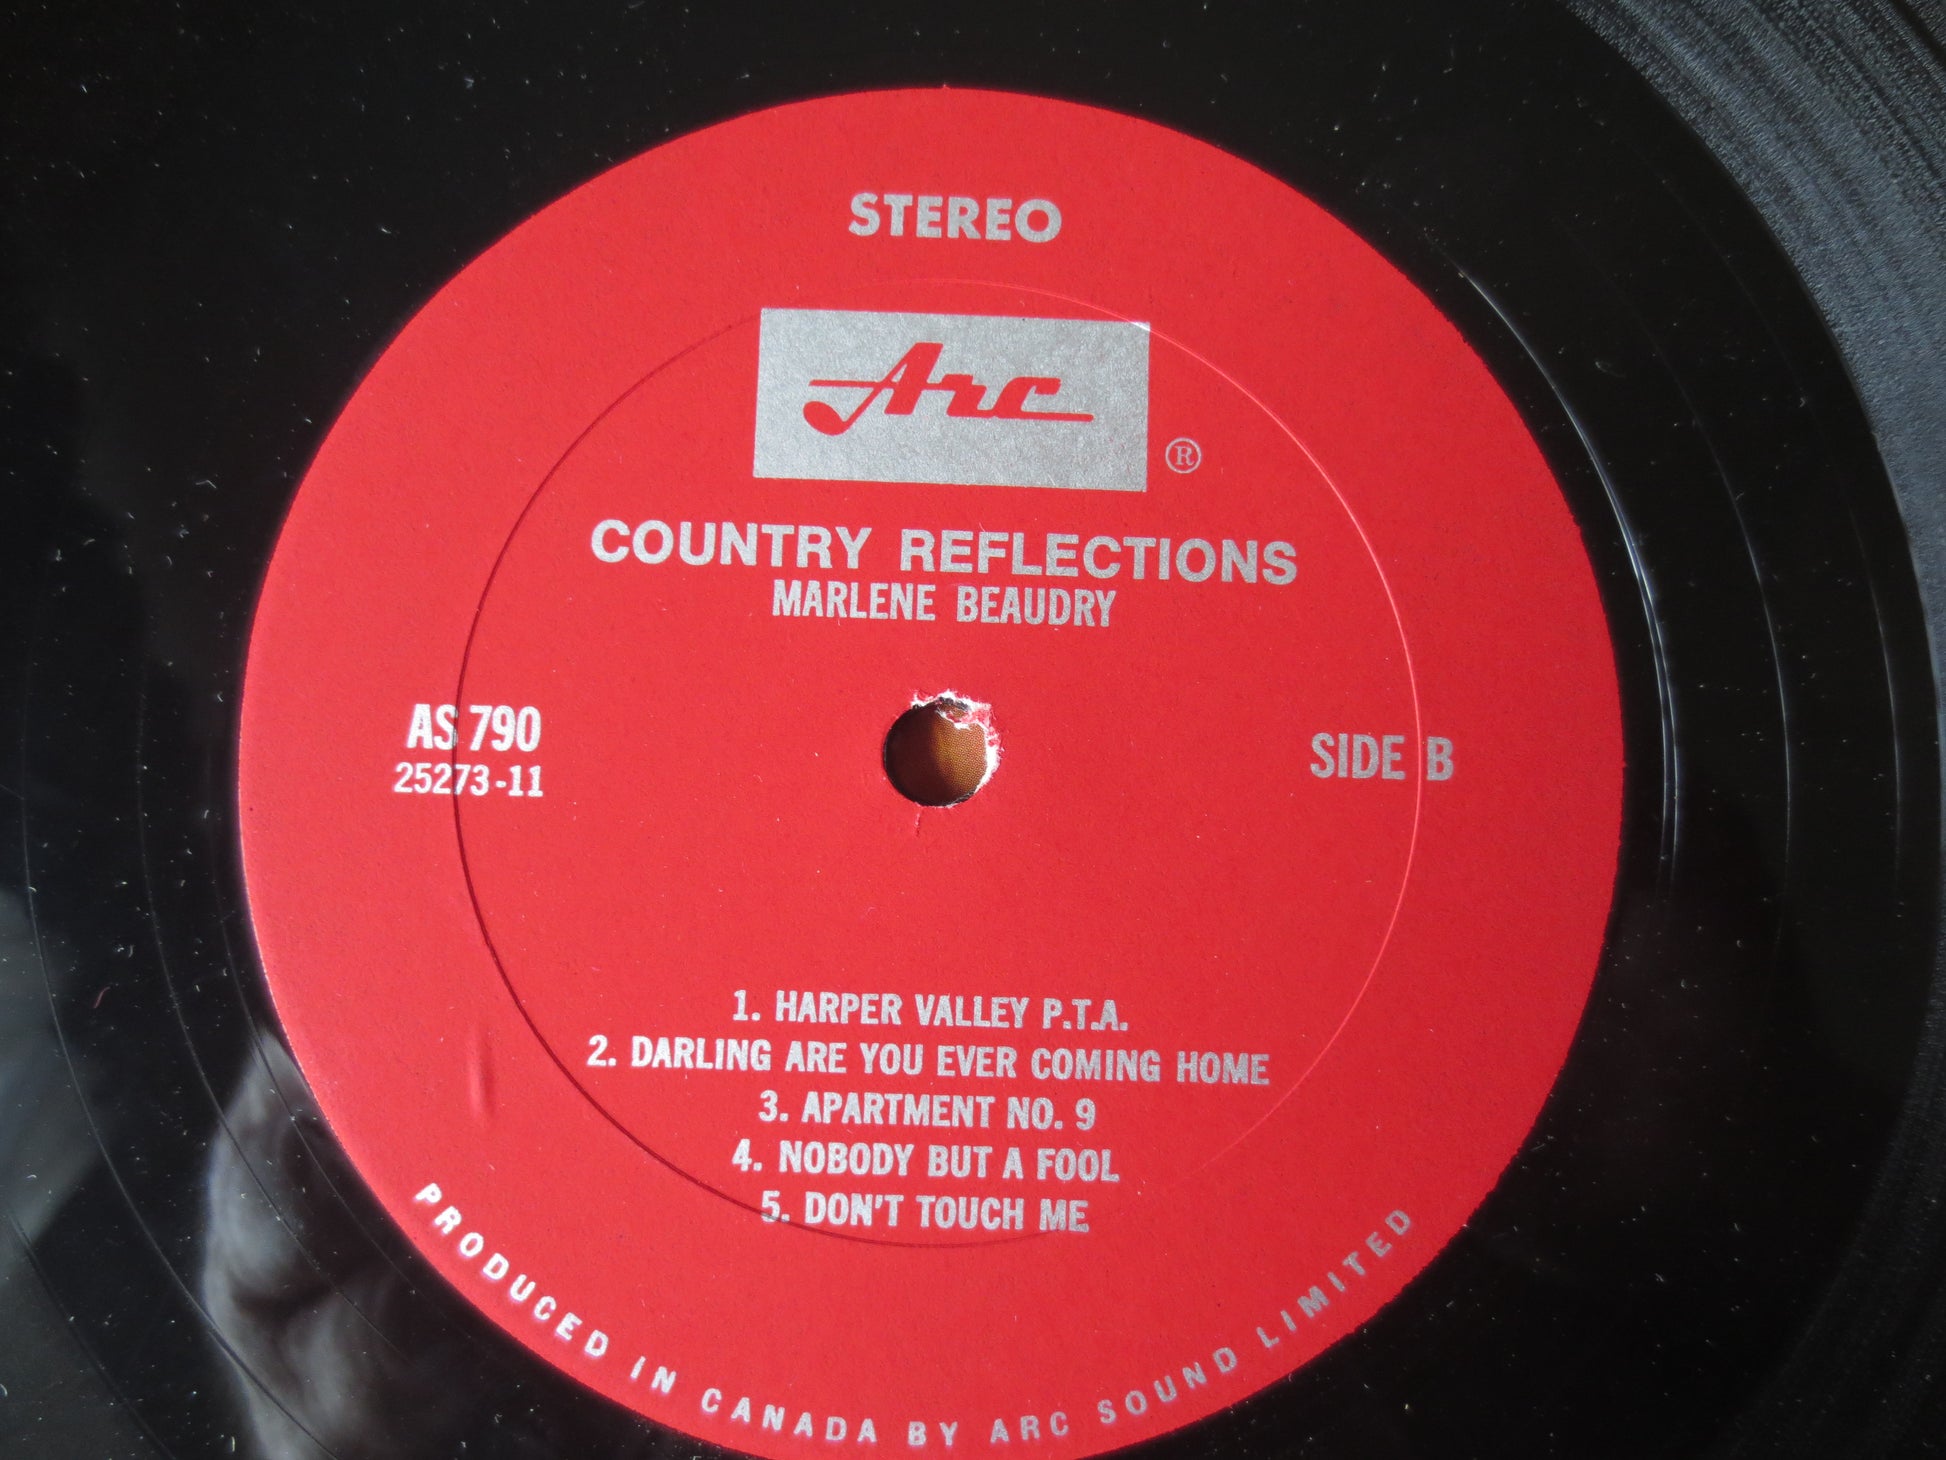 STEREO
Arc
®
COUNTRY REFLECTIONS
MARLENE BEAUDRY
AS 790
25273-11
SIDE B
1. HARPER VALLEY P.T.A.
2. DARLING ARE YOU EVER COMING HOME
3. APARTMENT NO. 9
4. NOBODY BUT A FOOL
5. DON'T TOUCH ME
PRODUCED IN CANADA BY ARC SOUND LIMITED